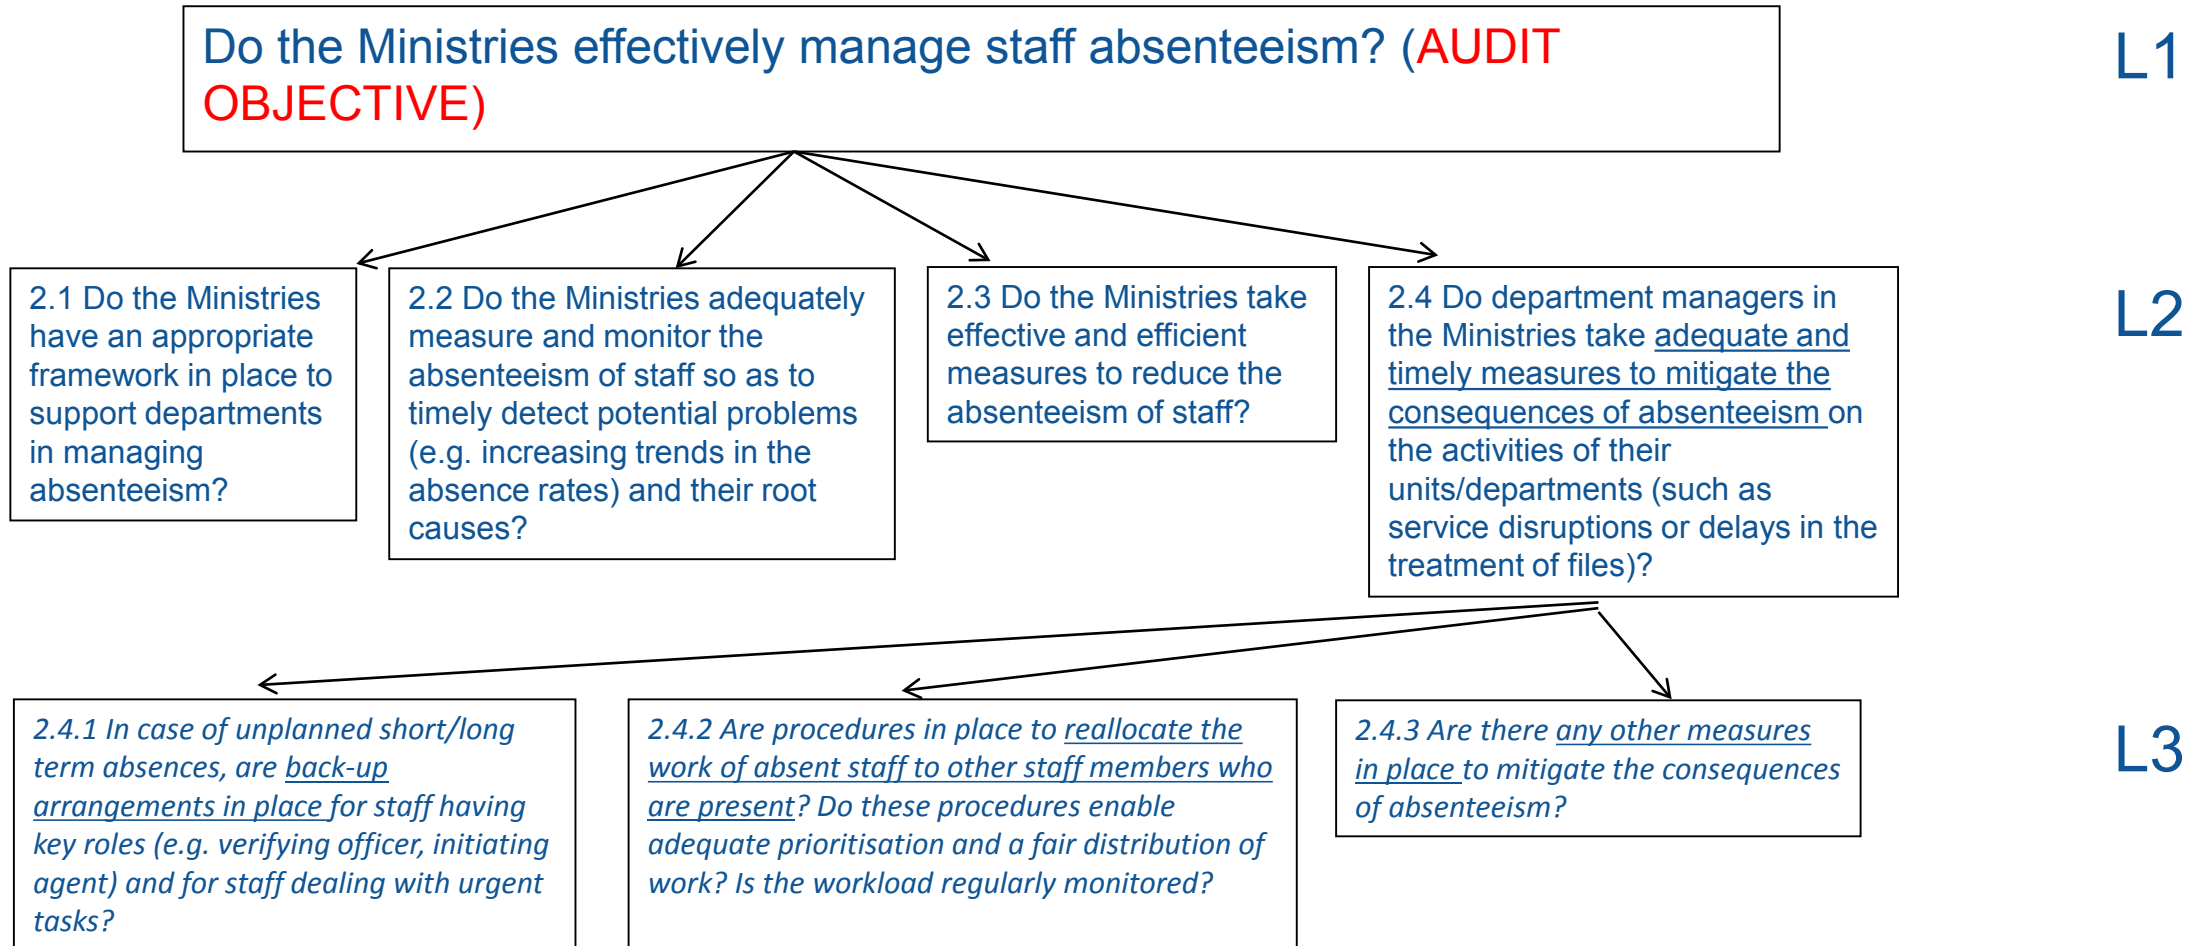 Do the Ministries effectively manage staff absenteeism? (AUDIT
OBJECTIVE)
L1
2.1 Do the Ministries
have an appropriate
framework in place to
support departments
in managing
absenteeism?
2.2 Do the Ministries adequately
measure and monitor the
absenteeism of staff so as to
timely detect potential problems
(e.g. increasing trends in the
absence rates) and their root
causes?
2.3 Do the Ministries take
effective and efficient
measures to reduce the
absenteeism of staff?
2.4 Do department managers in
the Ministries take adequate and
timely measures to mitigate the
consequences of absenteeism on
the activities of their
units/departments (such as
service disruptions or delays in the
treatment of files)?
L2
2.4.1 In case of unplanned short/long
term absences, are back-up
arrangements in place for staff having
key roles (e.g. verifying officer, initiating
agent) and for staff dealing with urgent
tasks?
2.4.2 Are procedures in place to reallocate the
work of absent staff to other staff members who
are present? Do these procedures enable
adequate prioritisation and a fair distribution of
work? Is the workload regularly monitored?
2.4.3 Are there any other measures
in place to mitigate the consequences
of absenteeism?
L3